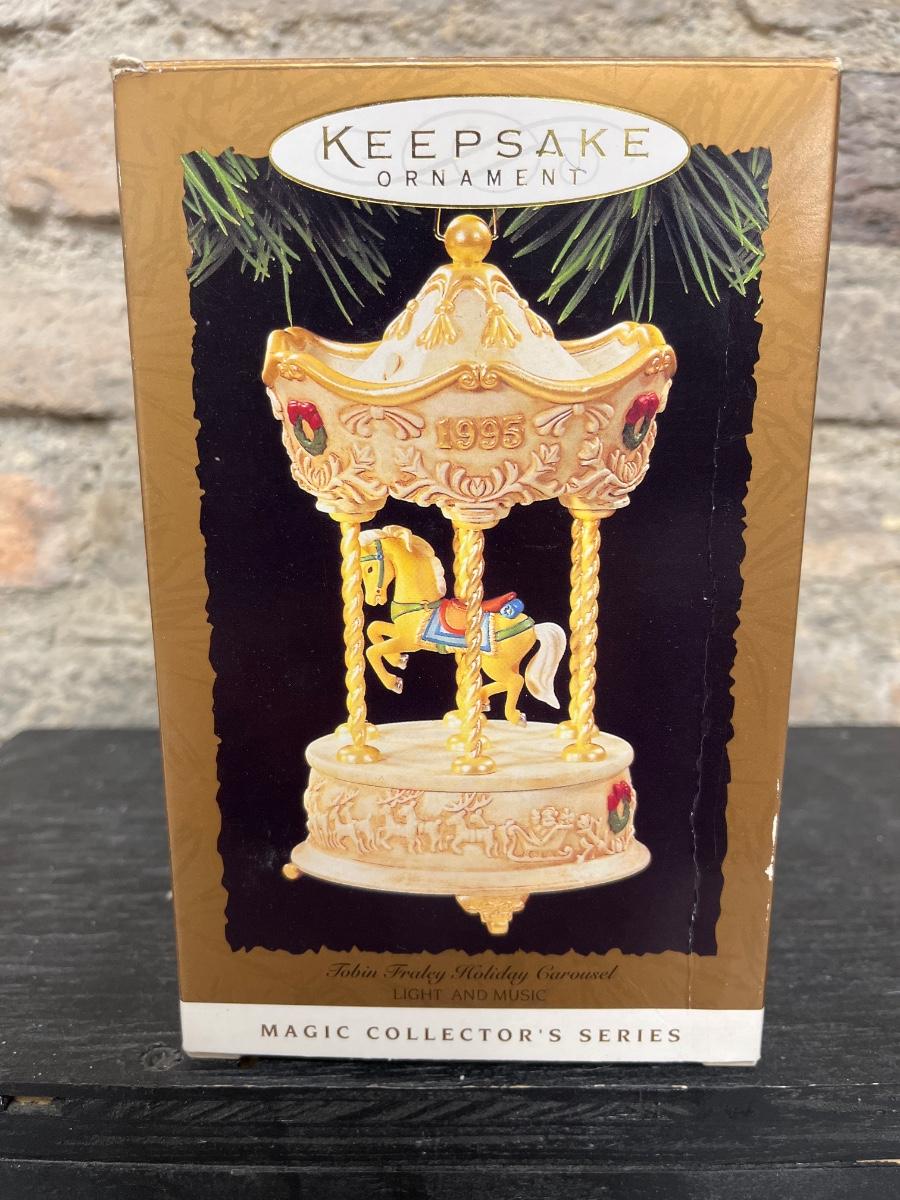 KEEPSAKE
ORNAMENT
1995
Tobin Fraley Holiday Carousel
LIGHT AND MUSIC
MAGIC COLLECTOR'S SERIES